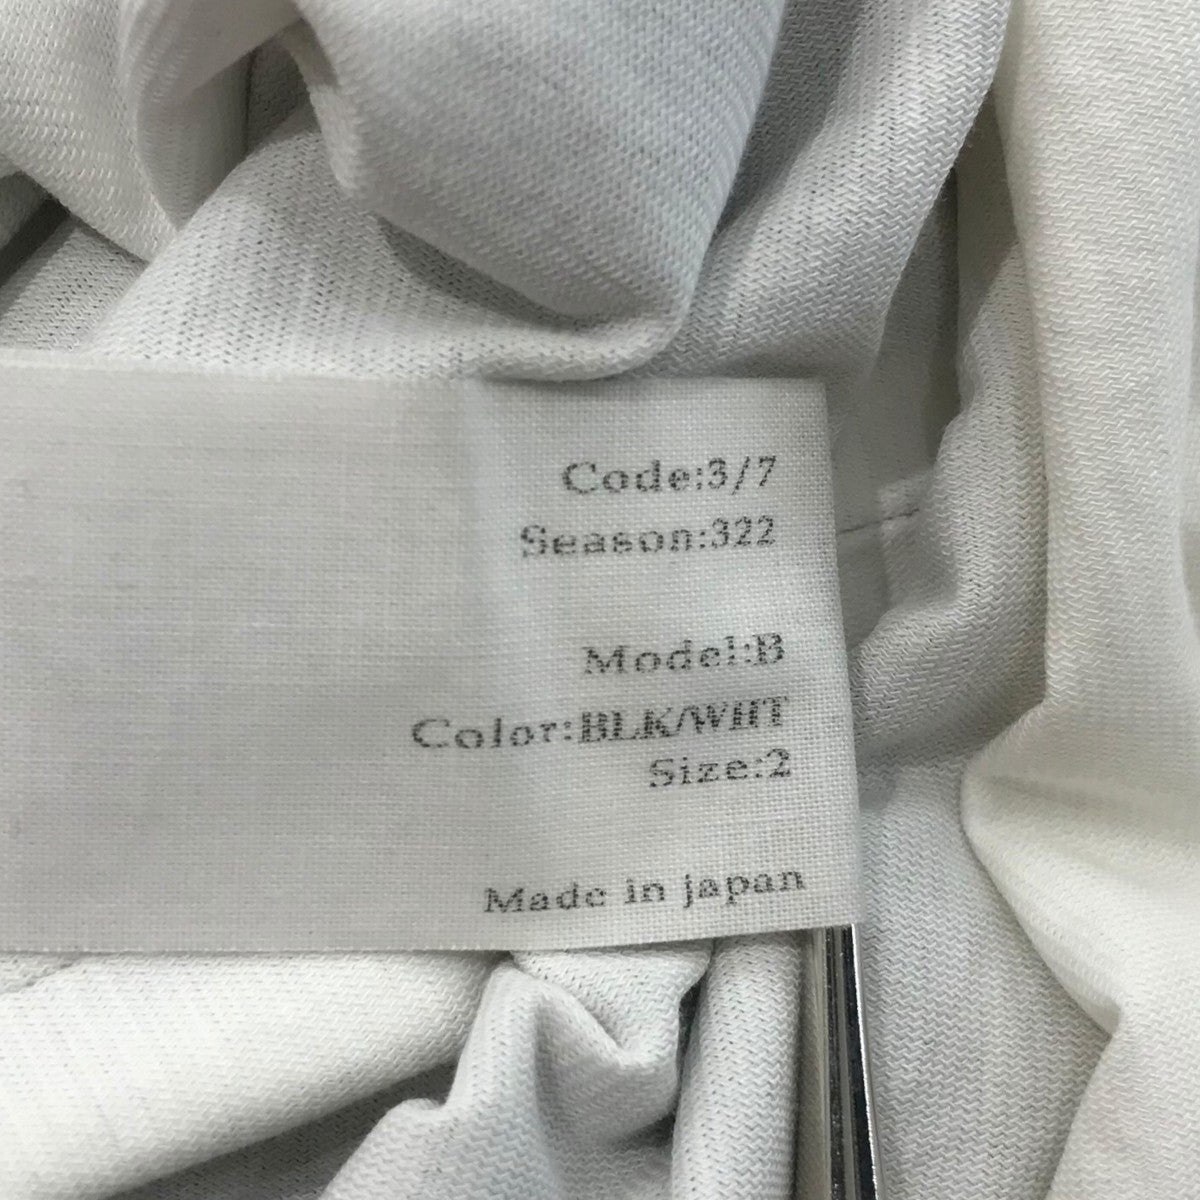 Code:3/7
Season:322
Model:B
Color:BLK/WHT
Size:2
Made in japan